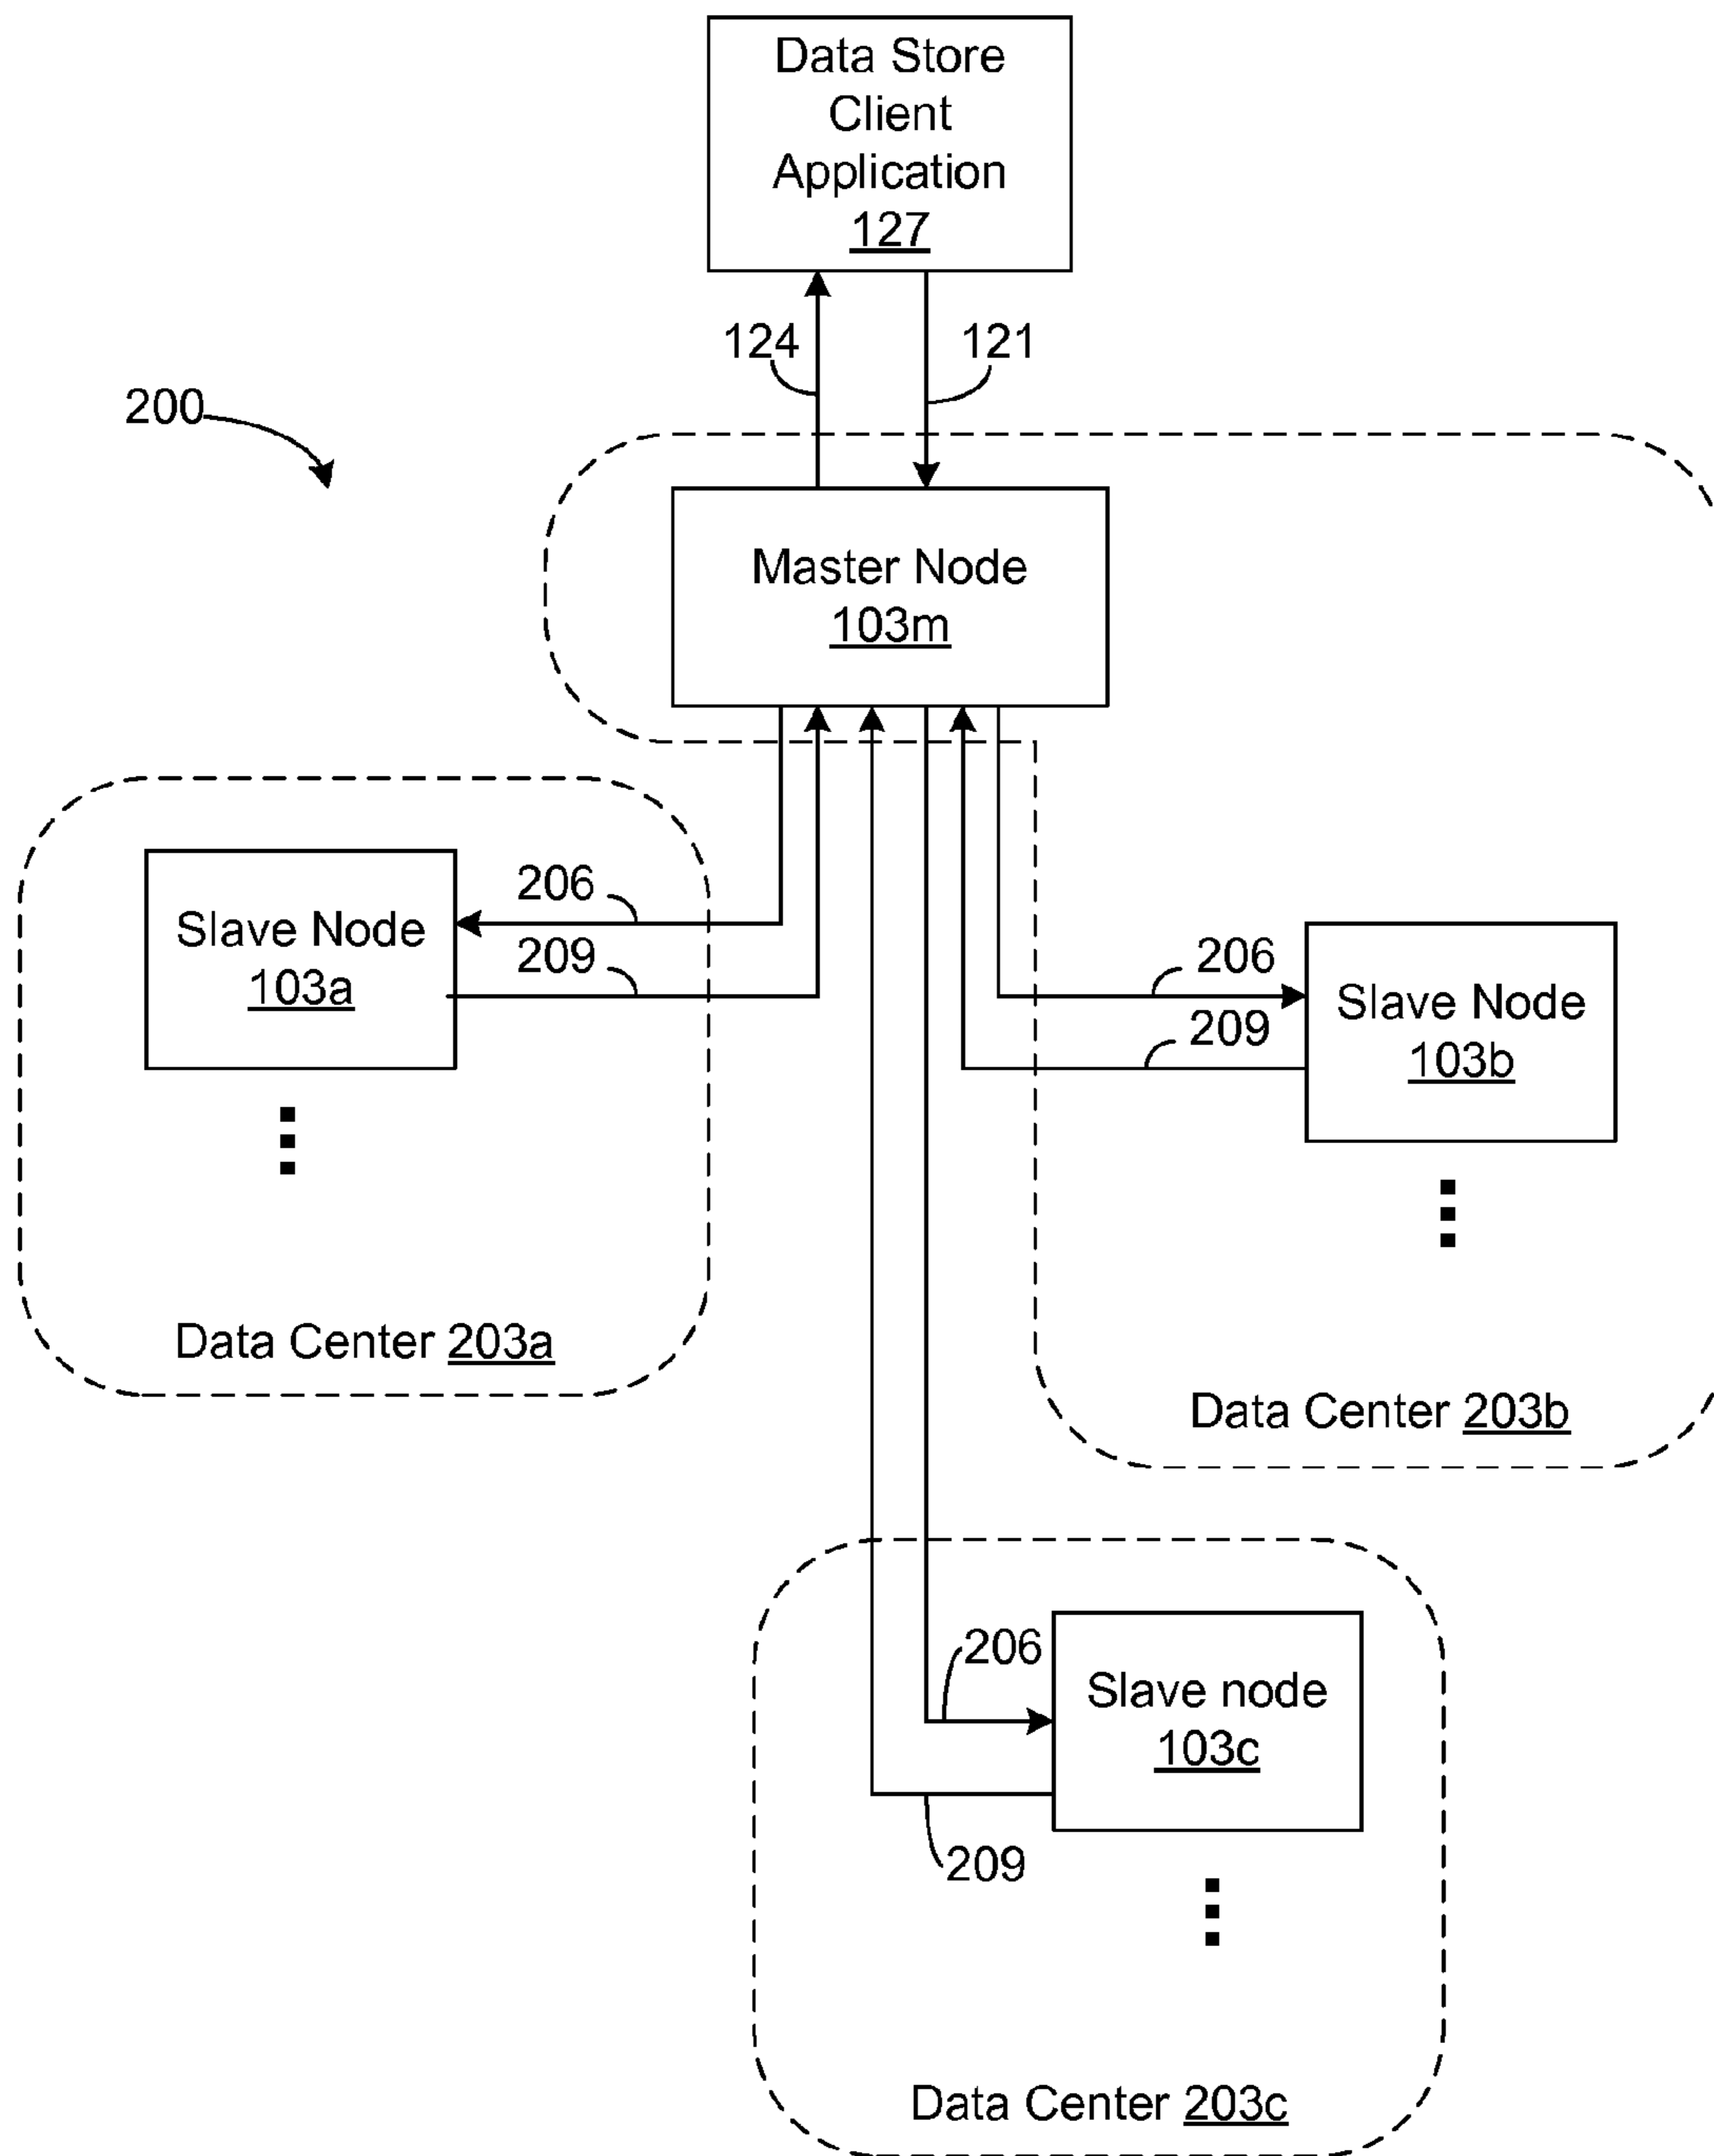 Data Store
Client
Application
127
124
121
200
Master Node
103m
206
Slave Node
103a
209
206
Slave Node
103b
209
Data Center 203a
Data Center 203b
206
Slave node
103c
209
Data Center 203c